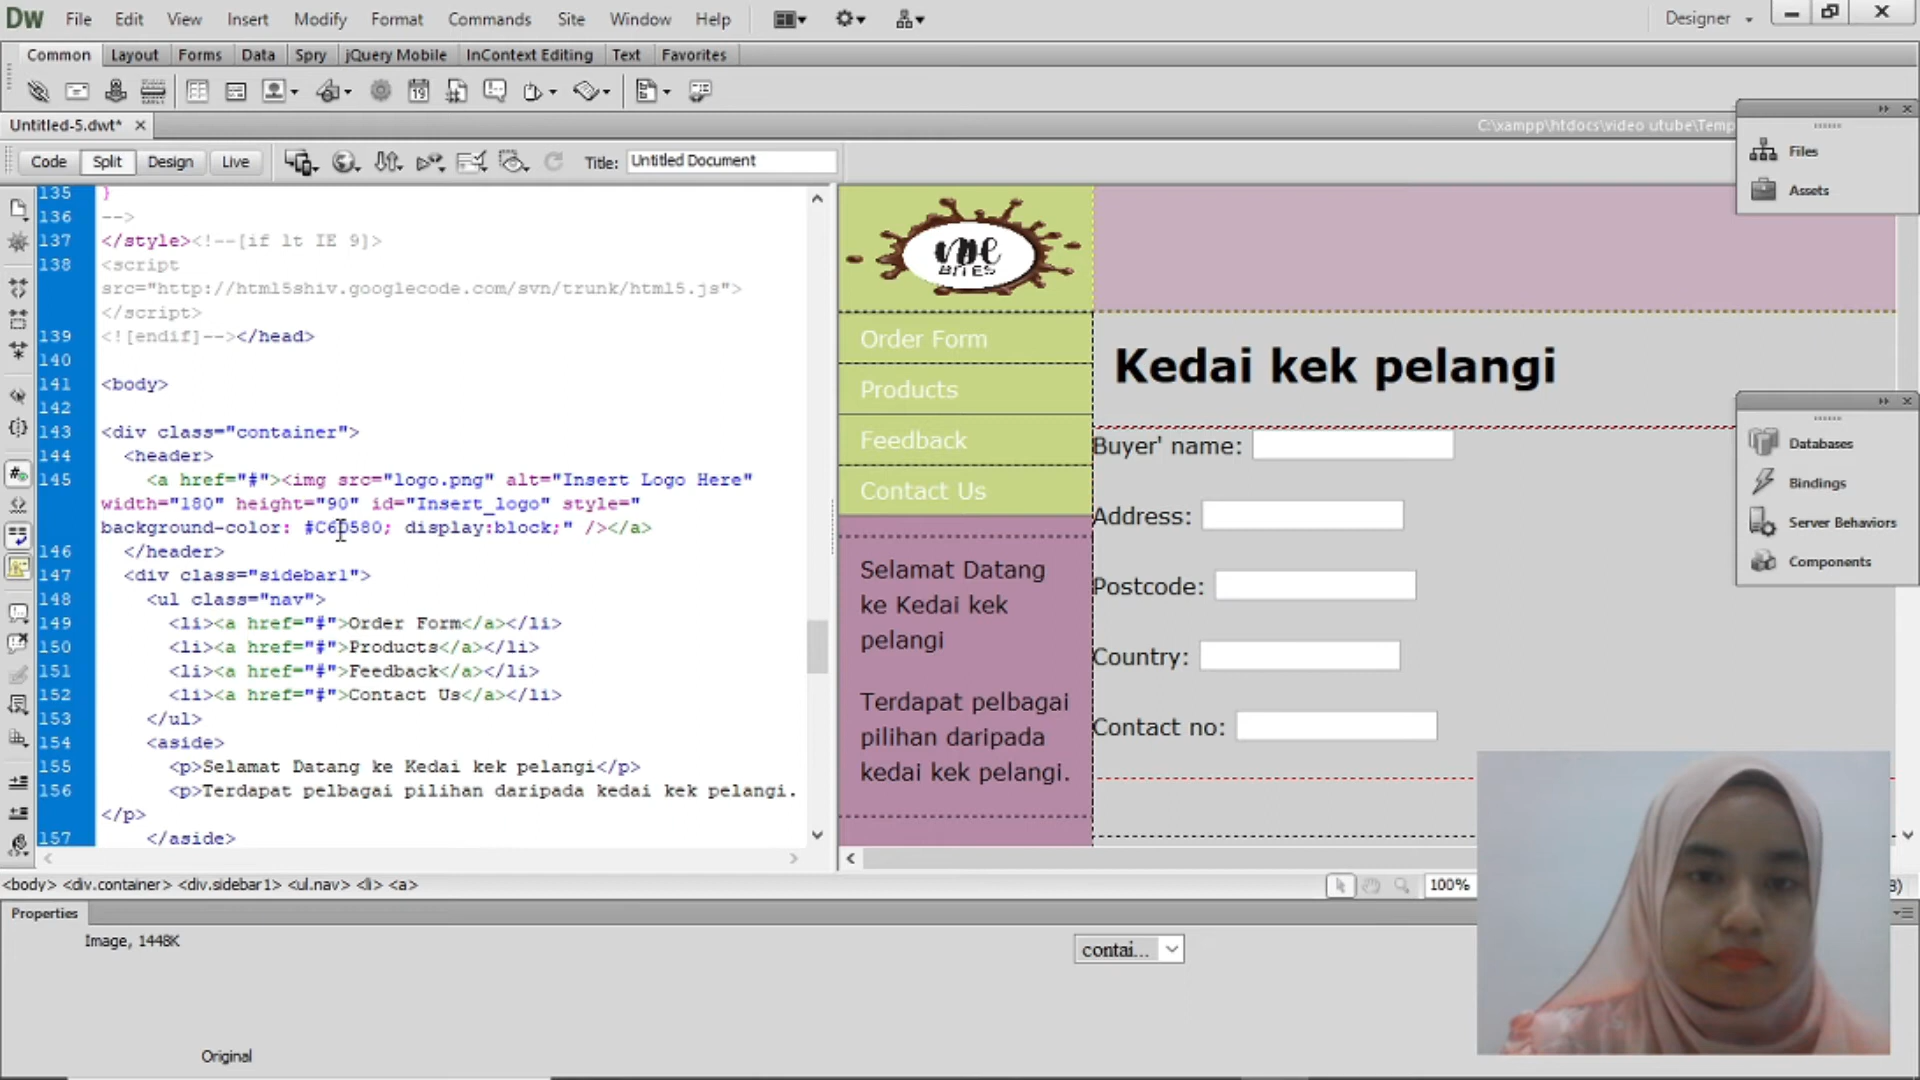 Dw File Edit View Insert Modify Format Commands Site Window Help Designer
Common Layout Forms Data Spry jQuery Mobile InContext Editing Text Favorites
19
Untitled-5.dwt* C:\xampp\htdocs\video utube\Temp
Code Split Design Live Title: Untitled Document
Files
Assets
135 }
136 -->
137 </style><!--[if lt IE 9]>
138 <script
src="http://html5shiv.googlecode.com/svn/trunk/html5.js">
</script>
139 <![endif]--></head>
140
141 <body>
142
143 <div class="container">
144 <header>
145 <a href="#"><img src="logo.png" alt="Insert Logo Here"
width="180" height="90" id="Insert_logo" style="
background-color: #C6D580; display:block;" /></a>
146 </header>
147 <div class="sidebar1">
148 <ul class="nav">
149 <li><a href="#">Order Form</a></li>
150 <li><a href="#">Products</a></li>
151 <li><a href="#">Feedback</a></li>
152 <li><a href="#">Contact Us</a></li>
153 </ul>
154 <aside>
155 <p>Selamat Datang ke Kedai kek pelangi</p>
156 <p>Terdapat pelbagai pilihan daripada kedai kek pelangi.
</p>
157 </aside>
BITES
Order Form
Products
Feedback
Contact Us
Selamat Datang
ke Kedai kek
pelangi
Terdapat pelbagai
pilihan daripada
kedai kek pelangi.
Kedai kek pelangi
Buyer' name:
Address:
Postcode:
Country:
Contact no:
Databases
Bindings
Server Behaviors
Components
<body> <div.container> <div.sidebar1> <ul.nav> <li> <a> 100%
Properties
Image, 1448K
contai...
Original